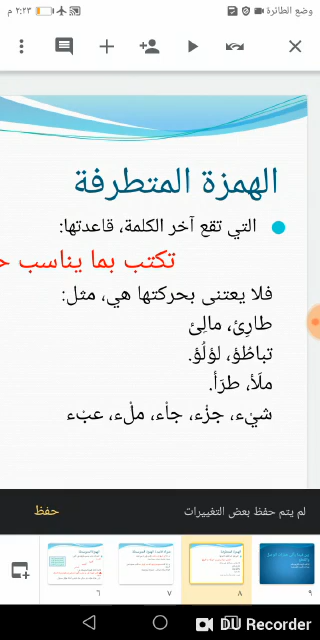 وضع الطائرة
٢:٢٣ م
الهمزة المتطرفة
التي تقع آخر الكلمة، قاعدتها:
تكتب بما يناسب ح
فلا يعتنى بحركتها هي، مثل:
طارِئ، مالِئ
تباطُؤ، لؤلُؤ.
ملَأ، طرَأ.
شيْء، جزْء، جاْء، ملْء، عبْء
لم يتم حفظ بعض التغييرات
حفظ
٩
٨
٧
٦
DU Recorder